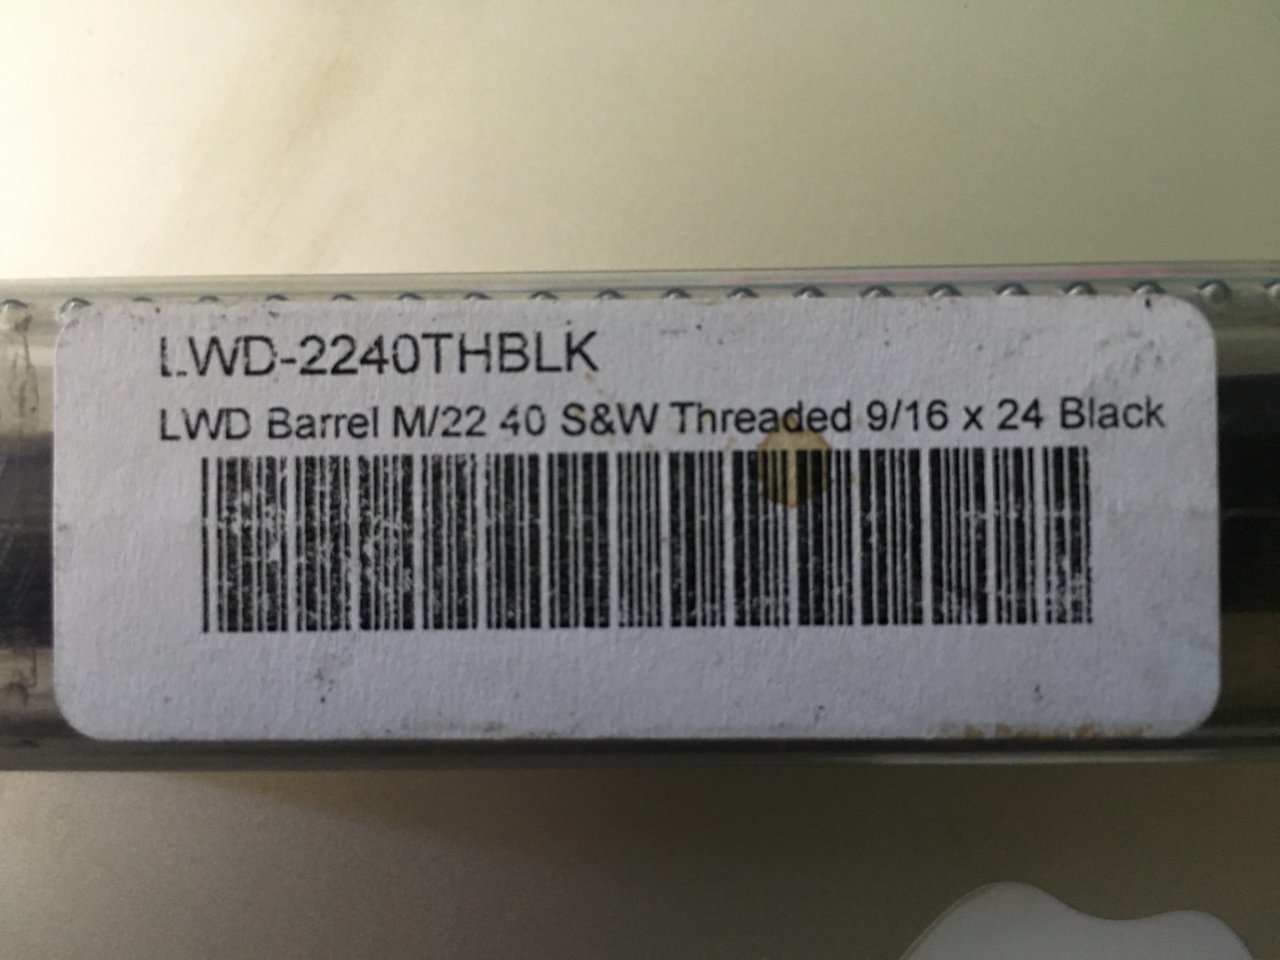 LWD-2240THBLK
LWD Barrel M/22 40 S&W Threaded 9/16 x 24 Black